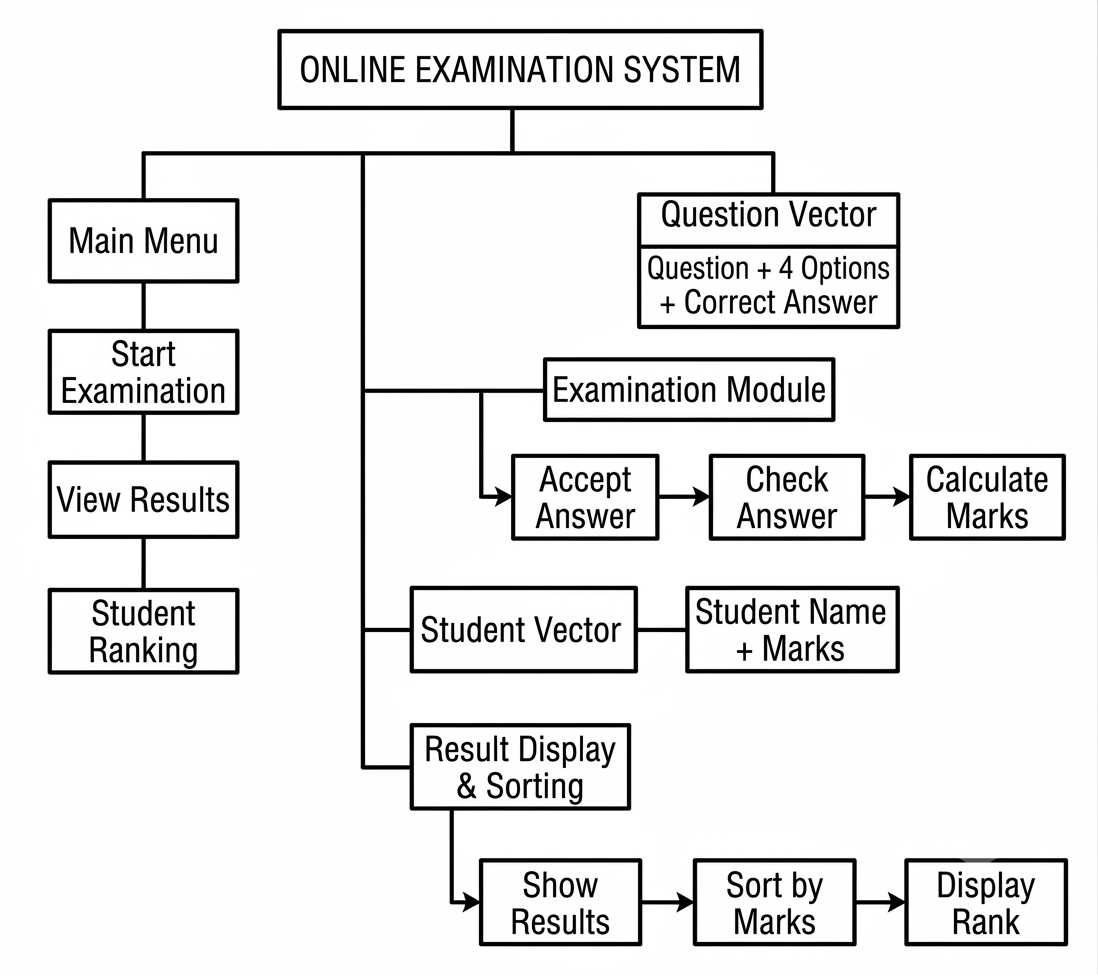 ONLINE EXAMINATION SYSTEM
Main Menu
Start
Examination
View Results
Student
Ranking
Question Vector
Question + 4 Options
+ Correct Answer
Examination Module
Accept
Answer
Check
Answer
Calculate
Marks
Student Vector
Student Name
+ Marks
Result Display
& Sorting
Show
Results
Sort by
Marks
Display
Rank